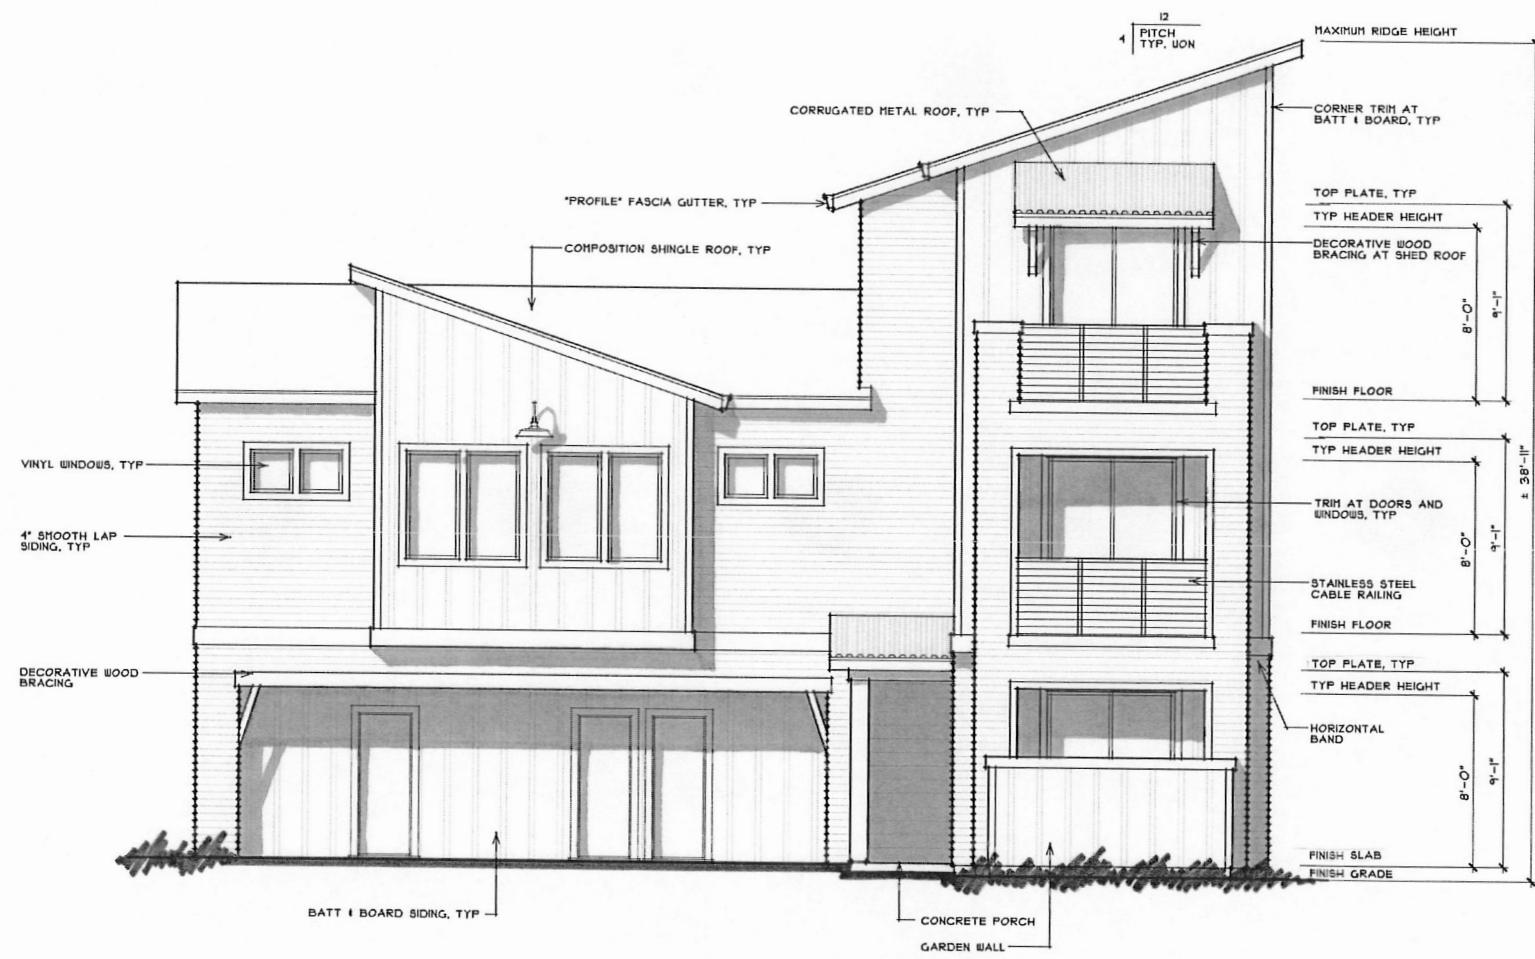 12
4 PITCH
TYP, UON
MAXIMUM RIDGE HEIGHT
CORRUGATED METAL ROOF, TYP
CORNER TRIM AT
BATT & BOARD, TYP
"PROFILE" FASCIA GUTTER, TYP
TOP PLATE, TYP
TYP HEADER HEIGHT
COMPOSITION SHINGLE ROOF, TYP
DECORATIVE WOOD
BRACING AT SHED ROOF
8'-0"
9'-1"
FINISH FLOOR
TOP PLATE, TYP
TYP HEADER HEIGHT
± 38'-11"
VINYL WINDOWS, TYP
TRIM AT DOORS AND
WINDOWS, TYP
4" SMOOTH LAP
SIDING, TYP
8'-0"
9'-1"
STAINLESS STEEL
CABLE RAILING
FINISH FLOOR
TOP PLATE, TYP
TYP HEADER HEIGHT
DECORATIVE WOOD
BRACING
HORIZONTAL
BAND
8'-0"
9'-1"
FINISH SLAB
FINISH GRADE
BATT & BOARD SIDING, TYP
CONCRETE PORCH
GARDEN WALL